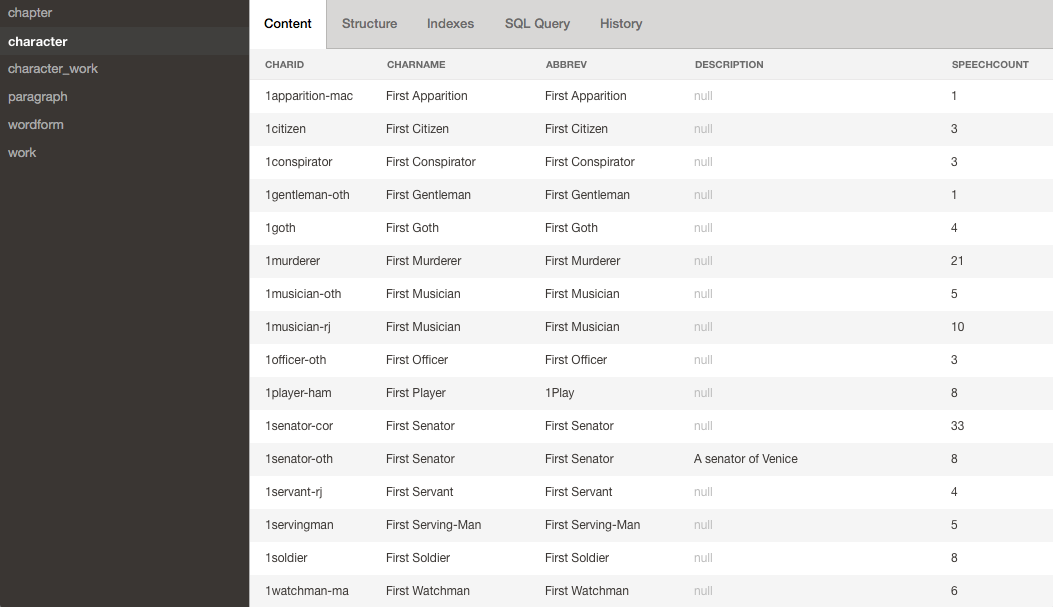 chapter
character
character_work
paragraph
wordform
work
Content Structure Indexes SQL Query History
CHARID CHARNAME ABBREV DESCRIPTION SPEECHCOUNT
1apparition-mac First Apparition First Apparition null 1
1citizen First Citizen First Citizen null 3
1conspirator First Conspirator First Conspirator null 3
1gentleman-oth First Gentleman First Gentleman null 1
1goth First Goth First Goth null 4
1murderer First Murderer First Murderer null 21
1musician-oth First Musician First Musician null 5
1musician-rj First Musician First Musician null 10
1officer-oth First Officer First Officer null 3
1player-ham First Player 1Play null 8
1senator-cor First Senator First Senator null 33
1senator-oth First Senator First Senator A senator of Venice 8
1servant-rj First Servant First Servant null 4
1servingman First Serving-Man First Serving-Man null 5
1soldier First Soldier First Soldier null 8
1watchman-ma First Watchman First Watchman null 6